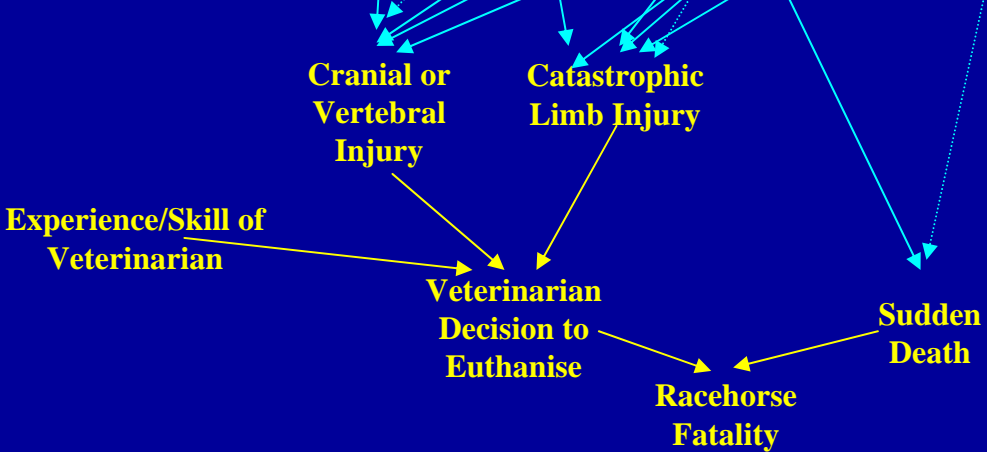 Cranial or
Vertebral
Injury
Catastrophic
Limb Injury
Experience/Skill of
Veterinarian
Veterinarian
Decision to
Euthanise
Sudden
Death
Racehorse
Fatality